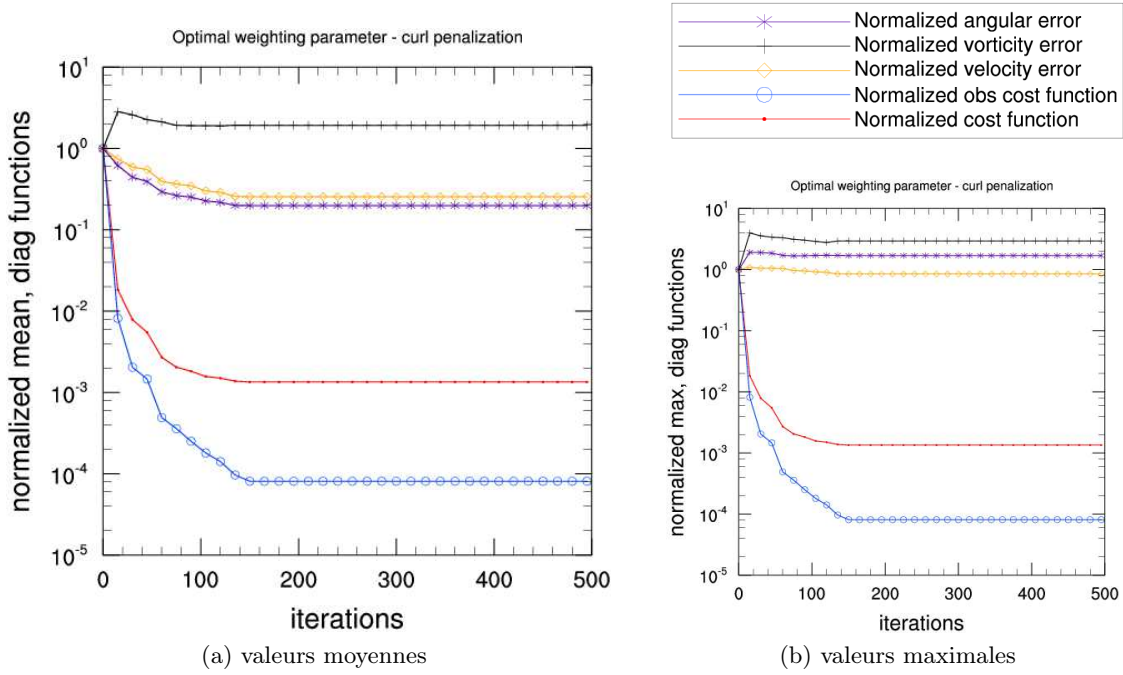 Optimal weighting parameter - curl penalization
normalized mean, diag functions
10^1
10^0
10^-1
10^-2
10^-3
10^-4
10^-5
0 100 200 300 400 500
iterations
(a) valeurs moyennes
Normalized angular error
Normalized vorticity error
Normalized velocity error
Normalized obs cost function
Normalized cost function
Optimal weighting parameter - curl penalization
normalized max, diag functions
10^1
10^0
10^-1
10^-2
10^-3
10^-4
10^-5
0 100 200 300 400 500
iterations
(b) valeurs maximales